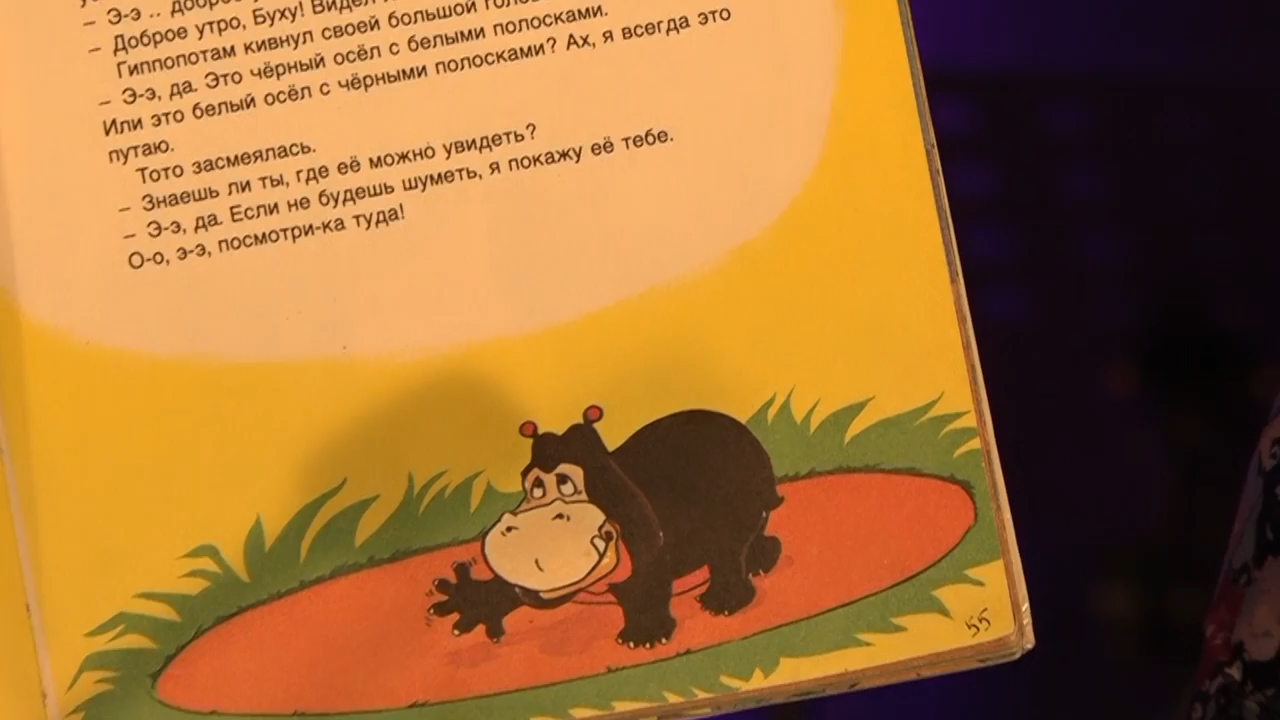 – Э-э .. доброе
– Доброе утро, Буху! Видел
Гиппопотам кивнул своей большой
– Э-э, да. Это чёрный осёл с белыми полосками.
Или это белый осёл с чёрными полосками? Ах, я всегда это
путаю.
Тото засмеялась.
– Знаешь ли ты, где её можно увидеть?
– Э-э, да. Если не будешь шуметь, я покажу её тебе.
О-о, э-э, посмотри-ка туда!
55